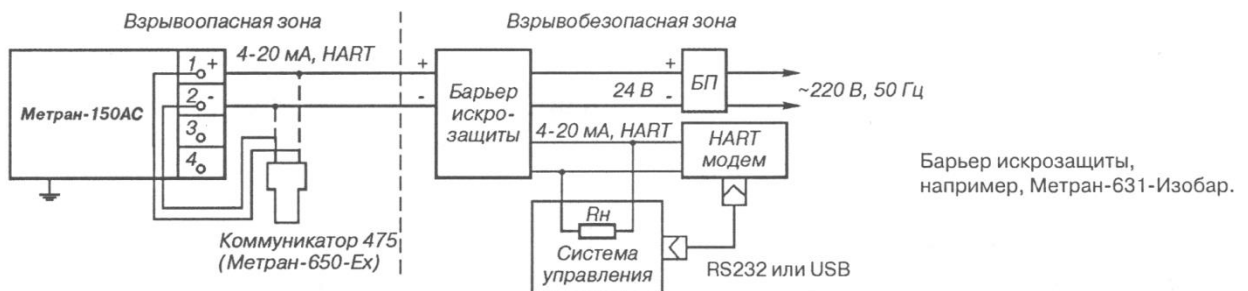 Взрывоопасная зона
Взрывобезопасная зона
1 +
4-20 мА, HART
+
+
БП
Метран-150АС
2 -
-
Барьер
искро-
защиты
24 В
-
~220 В, 50 Гц
3
4
4-20 мА, HART
HART
модем
Барьер искрозащиты,
например, Метран-631-Изобар.
Rн
Коммуникатор 475
(Метран-650-Ех)
Система
управления
RS232 или USB